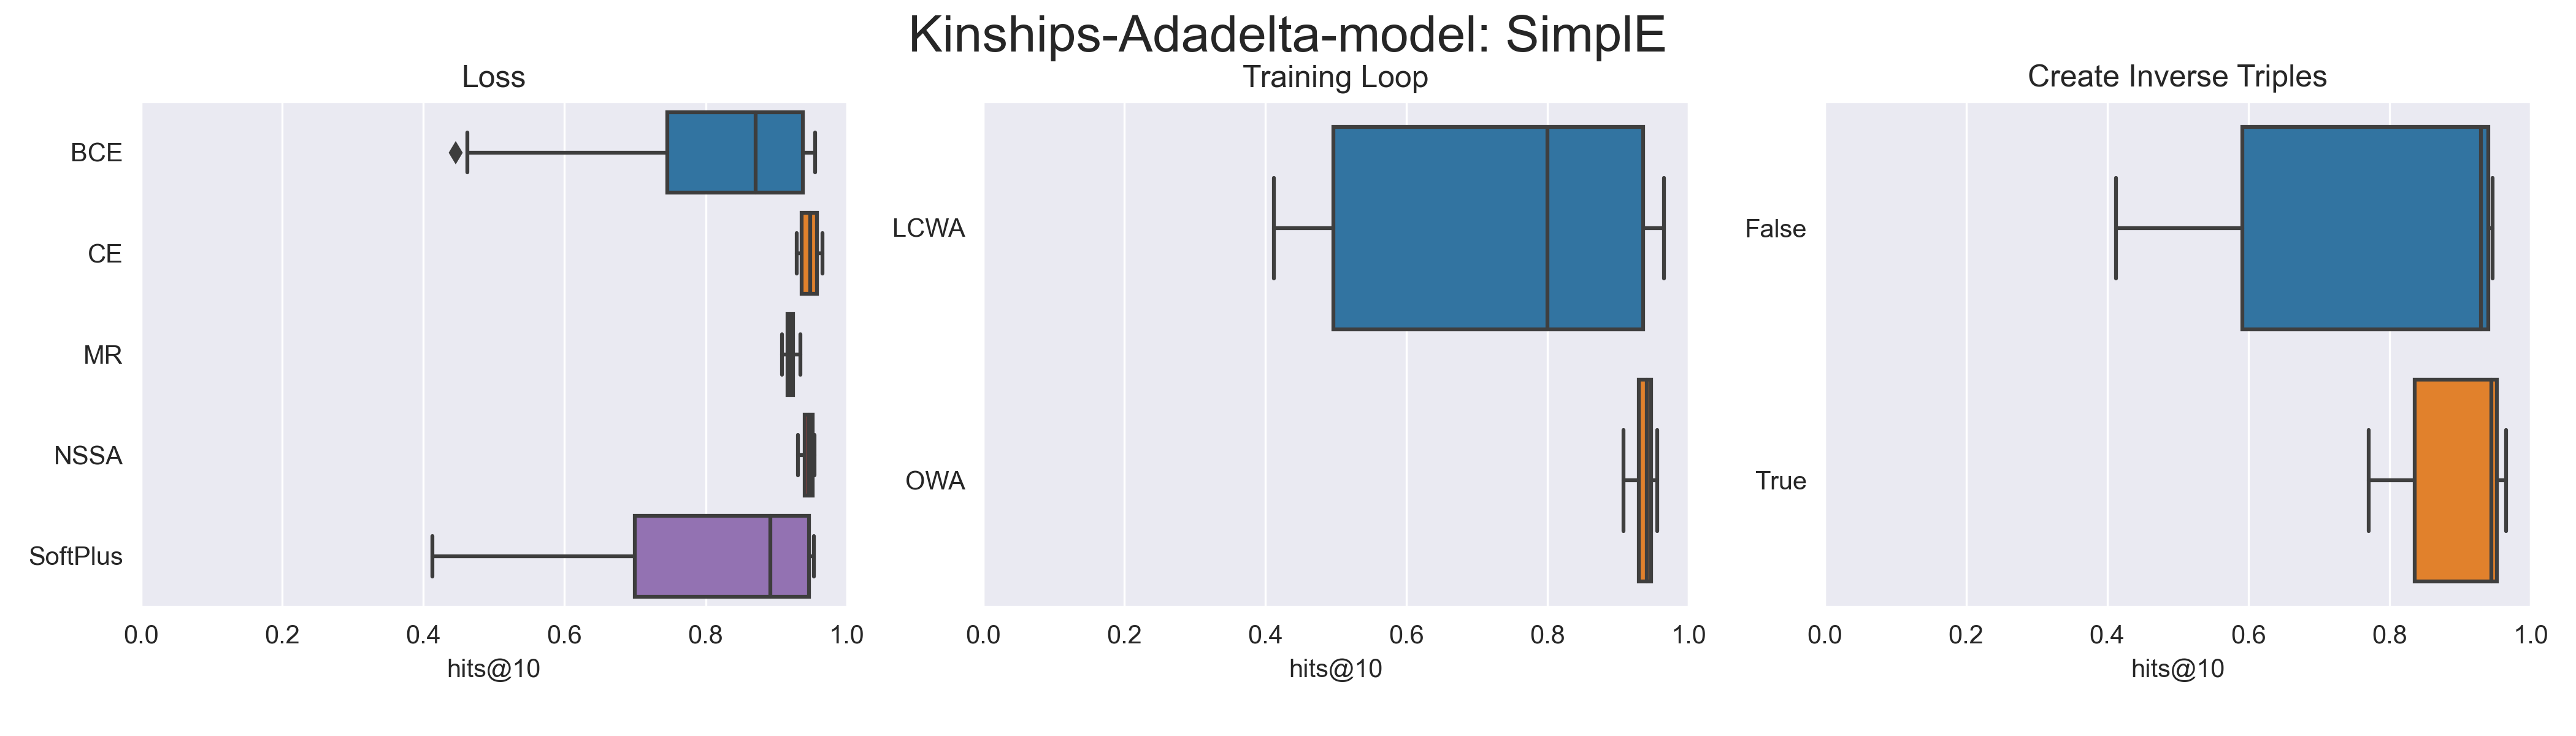 Kinships-Adadelta-model: SimplE
Loss
BCE
CE
MR
NSSA
SoftPlus
0.0 0.2 0.4 0.6 0.8 1.0
hits@10
Training Loop
LCWA
OWA
0.0 0.2 0.4 0.6 0.8 1.0
hits@10
Create Inverse Triples
False
True
0.0 0.2 0.4 0.6 0.8 1.0
hits@10